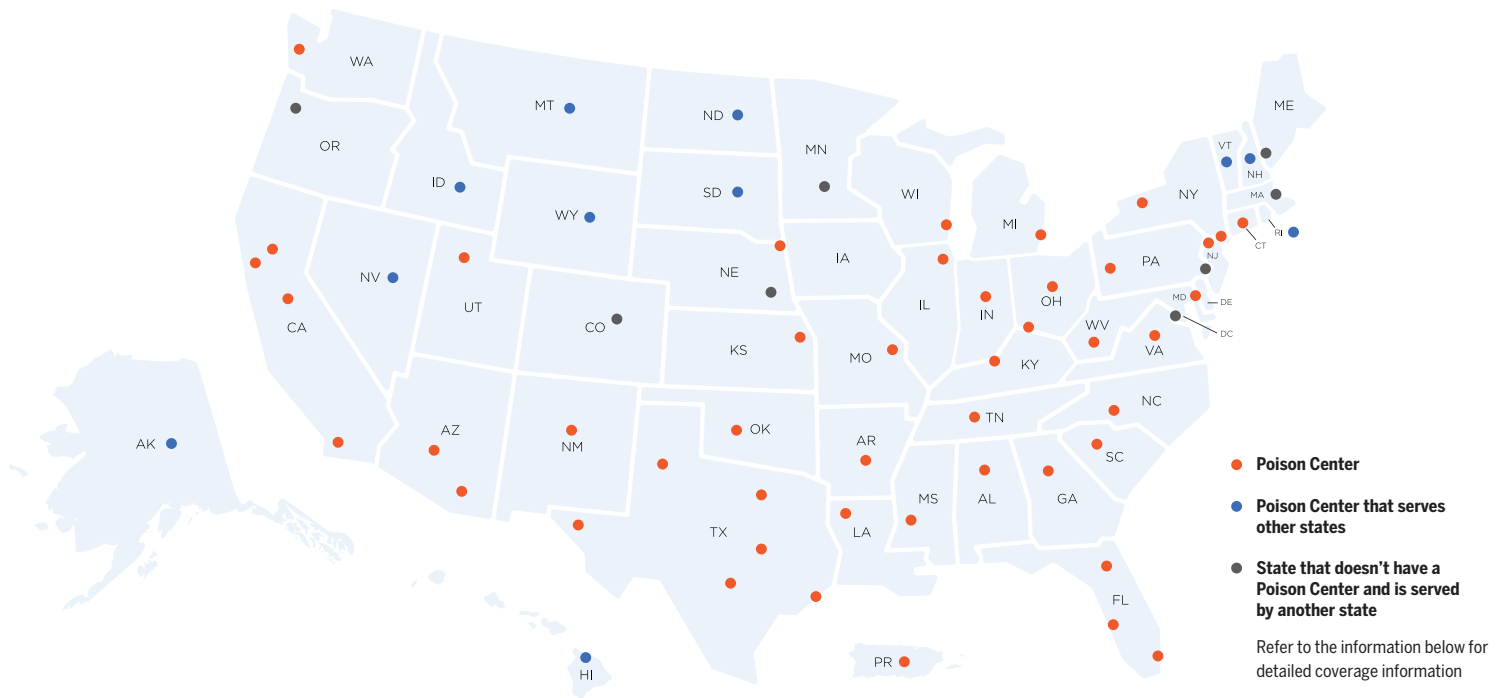 WA
MT
ND
ME
OR
MN
VT
NH
ID
SD
WI
NY
MA
WY
MI
RI
CT
NV
NE
IA
PA
NJ
UT
IL
IN
OH
MD
DE
CA
CO
WV
DC
KS
MO
KY
VA
AZ
OK
TN
NC
AK
NM
AR
SC
MS
AL
GA
TX
LA
FL
PR
HI
Poison Center
Poison Center that serves
other states
State that doesn't have a
Poison Center and is served
by another state
Refer to the information below for
detailed coverage information